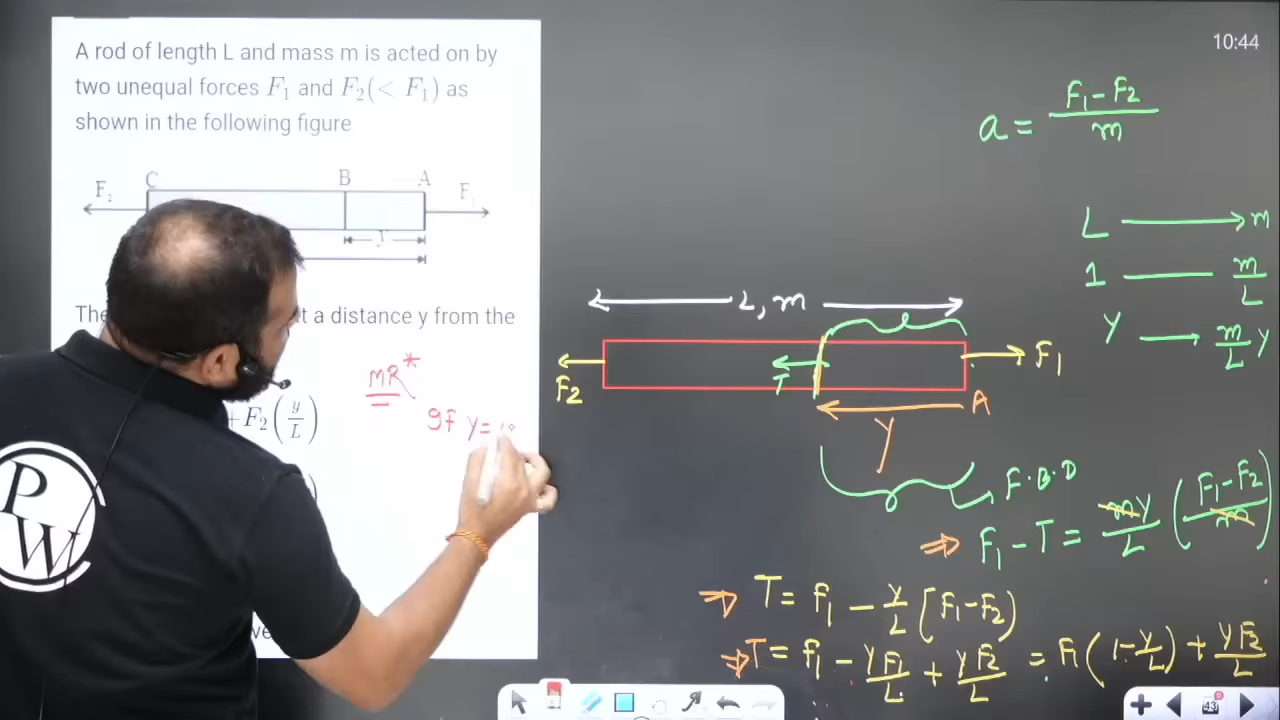 10:44
A rod of length L and mass m is acted on by
two unequal forces F₁ and F₂(< F₁) as
shown in the following figure
C B A
F₂ F
y
The
t a distance y from the
+F₂(y/L)
MR*
If y=
PW
a = (F₁-F₂)/m
L → m
1 — m/L
Y → m/L Y
L, m
F₂ T F₁
A
Y
F.B.D
⇒ F₁-T = mY/L ((F₁-F₂)/m)
⇒ T = F₁ - Y/L [F₁-F₂)
⇒ T = F₁ - YF₁/L + YF₂/L = F₁(1-Y/L) + YF₂/L
43